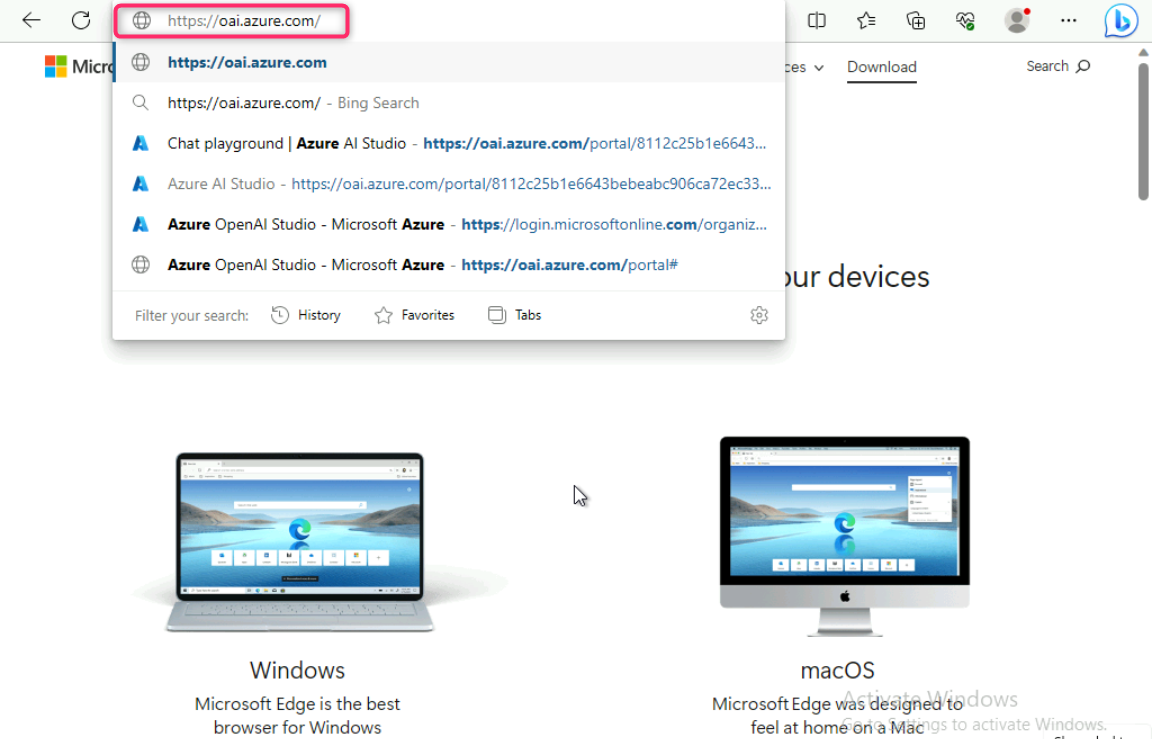 https://oai.azure.com/
https://oai.azure.com
https://oai.azure.com/ - Bing Search
Chat playground | Azure AI Studio - https://oai.azure.com/portal/8112c25b1e6643...
Azure AI Studio - https://oai.azure.com/portal/8112c25b1e6643bebeabc906ca72ec33...
Azure OpenAI Studio - Microsoft Azure - https://login.microsoftonline.com/organiz...
Azure OpenAI Studio - Microsoft Azure - https://oai.azure.com/portal#
Filter your search: History Favorites Tabs
Micro
ces Download Search
our devices
Windows
Microsoft Edge is the best
browser for Windows
macOS
Microsoft Edge was designed to
feel at home on a Mac
Activate Windows
Go to Settings to activate Windows.